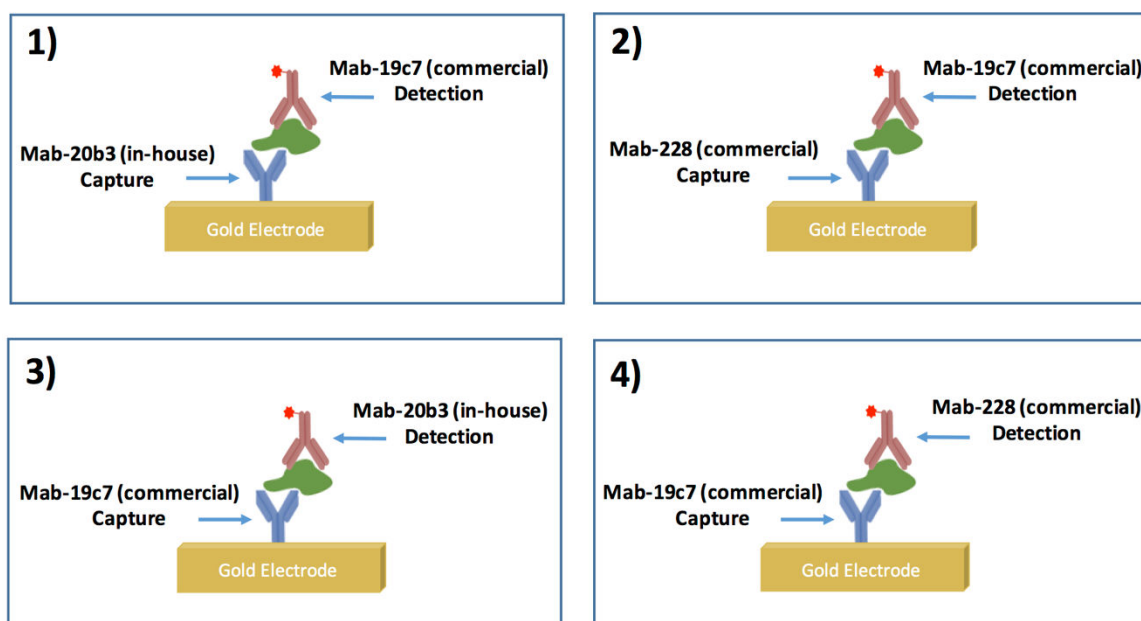 1)
Mab-19c7 (commercial)
Detection
Mab-20b3 (in-house)
Capture
Gold Electrode
2)
Mab-19c7 (commercial)
Detection
Mab-228 (commercial)
Capture
Gold Electrode
3)
Mab-20b3 (in-house)
Detection
Mab-19c7 (commercial)
Capture
Gold Electrode
4)
Mab-228 (commercial)
Detection
Mab-19c7 (commercial)
Capture
Gold Electrode